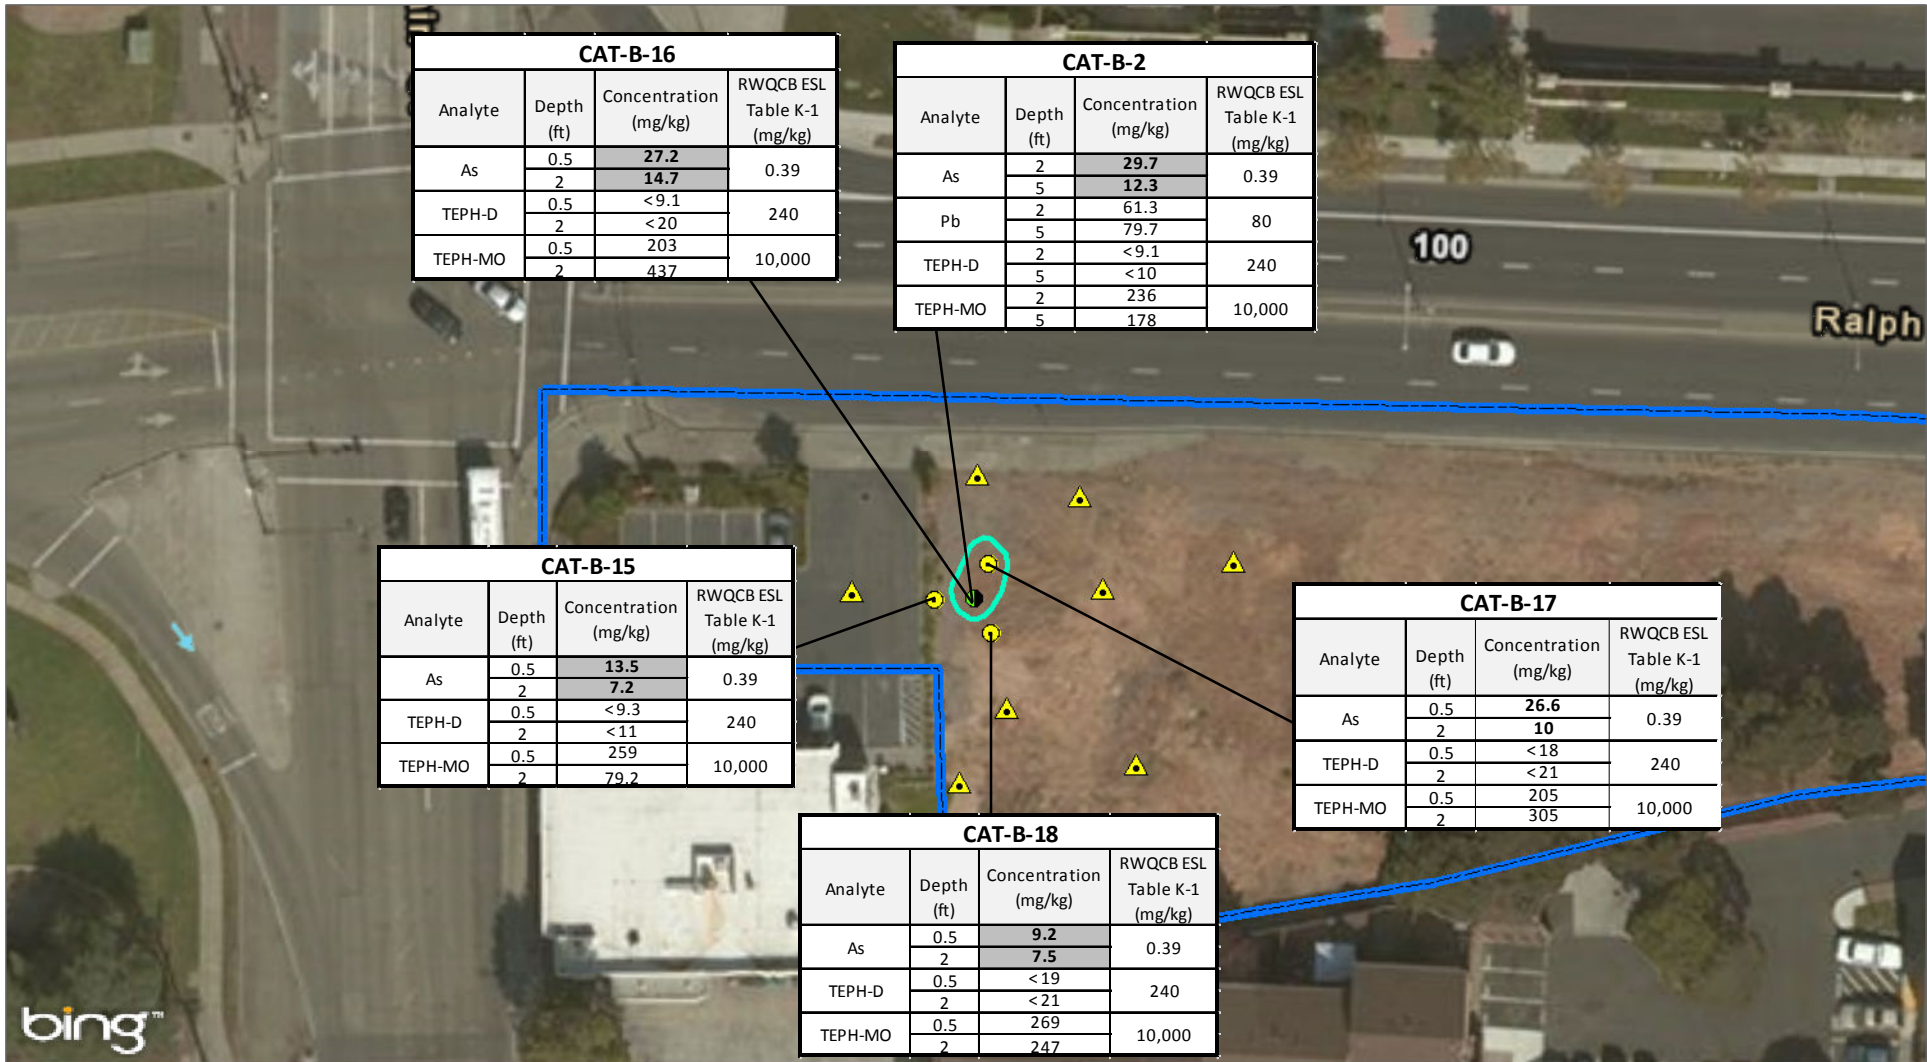 CAT-B-16
Analyte Depth (ft) Concentration (mg/kg) RWQCB ESL Table K-1 (mg/kg)
As 0.5 27.2 0.39
2 14.7
TEPH-D 0.5 <9.1 240
2 <20
TEPH-MO 0.5 203 10,000
2 437
CAT-B-2
Analyte Depth (ft) Concentration (mg/kg) RWQCB ESL Table K-1 (mg/kg)
As 2 29.7 0.39
5 12.3
Pb 2 61.3 80
5 79.7
TEPH-D 2 <9.1 240
5 <10
TEPH-MO 2 236 10,000
5 178
100
Ralph
CAT-B-15
Analyte Depth (ft) Concentration (mg/kg) RWQCB ESL Table K-1 (mg/kg)
As 0.5 13.5 0.39
2 7.2
TEPH-D 0.5 <9.3 240
2 <11
TEPH-MO 0.5 259 10,000
2 79.2
CAT-B-17
Analyte Depth (ft) Concentration (mg/kg) RWQCB ESL Table K-1 (mg/kg)
As 0.5 26.6 0.39
2 10
TEPH-D 0.5 <18 240
2 <21
TEPH-MO 0.5 205 10,000
2 305
CAT-B-18
Analyte Depth (ft) Concentration (mg/kg) RWQCB ESL Table K-1 (mg/kg)
As 0.5 9.2 0.39
2 7.5
TEPH-D 0.5 <19 240
2 <21
TEPH-MO 0.5 269 10,000
2 247
bing™